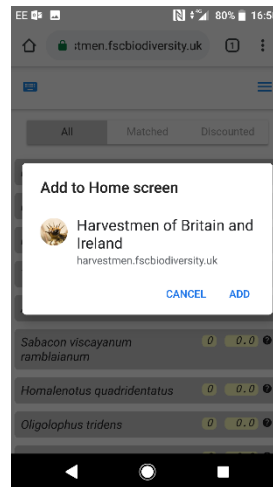 EE 80% 16:5
:tmen.fscbiodiversity.uk 1
All Matched Discounted
Add to Home screen
Harvestmen of Britain and
Ireland
harvestmen.fscbiodiversity.uk
CANCEL ADD
Sabacon viscayanum
ramblaianum
0 0.0
Homalenotus quadridentatus 0 0.0
Oligolophus tridens 0 0.0